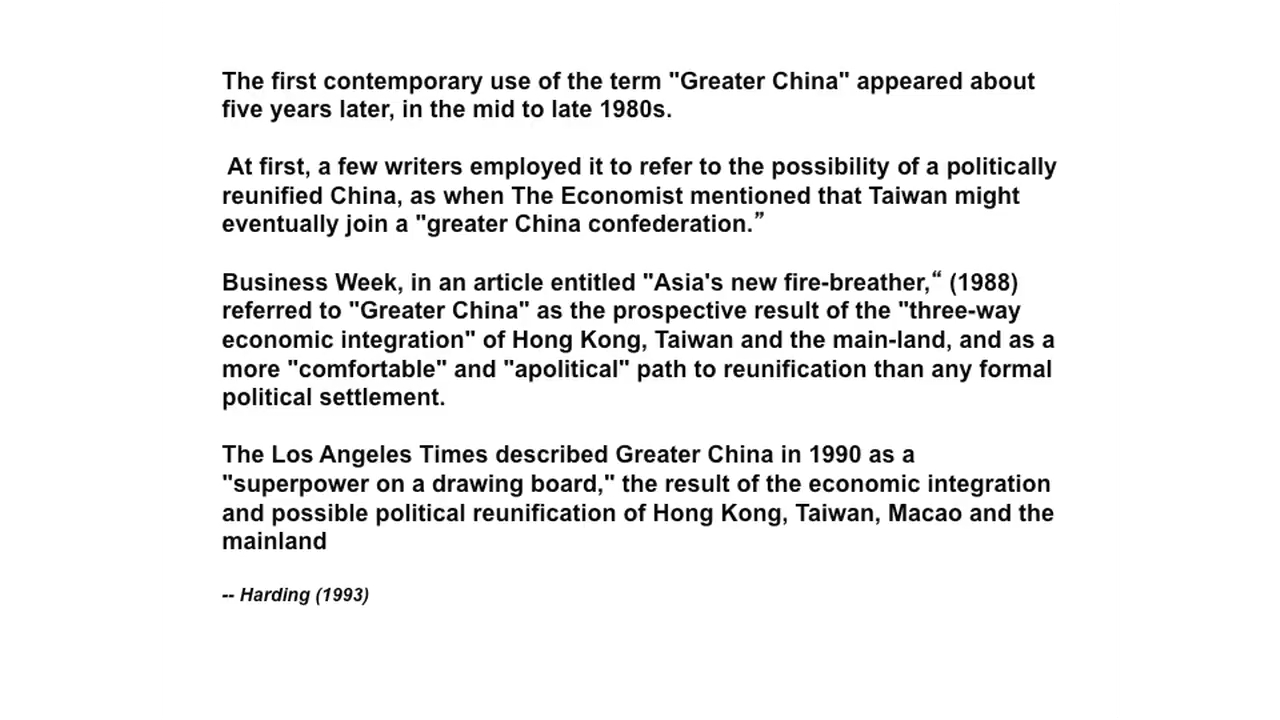 The first contemporary use of the term "Greater China" appeared about
five years later, in the mid to late 1980s.
At first, a few writers employed it to refer to the possibility of a politically
reunified China, as when The Economist mentioned that Taiwan might
eventually join a "greater China confederation.”
Business Week, in an article entitled "Asia's new fire-breather,“ (1988)
referred to "Greater China" as the prospective result of the "three-way
economic integration" of Hong Kong, Taiwan and the main-land, and as a
more "comfortable" and "apolitical" path to reunification than any formal
political settlement.
The Los Angeles Times described Greater China in 1990 as a
"superpower on a drawing board," the result of the economic integration
and possible political reunification of Hong Kong, Taiwan, Macao and the
mainland
-- Harding (1993)